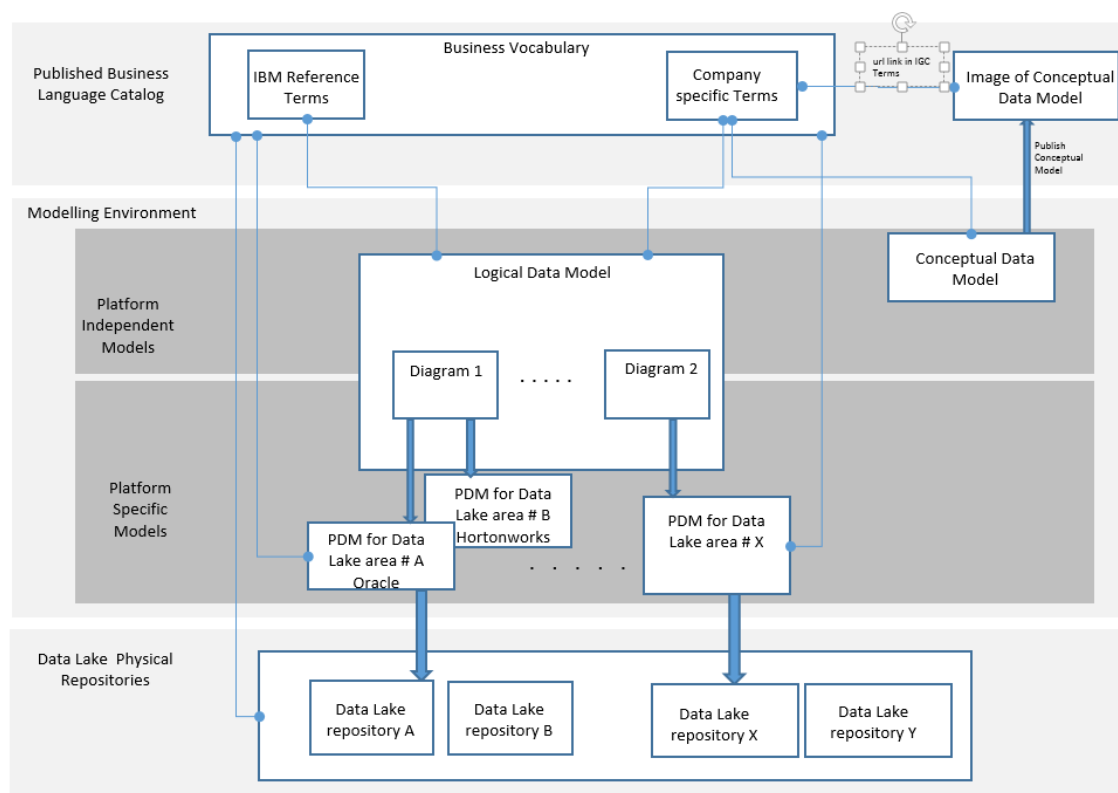 Published Business
Language Catalog
Business Vocabulary
IBM Reference
Terms
Company
specific Terms
url link in IGC
Terms
Image of Conceptual
Data Model
Publish
Conceptual
Model
Modelling Environment
Platform
Independent
Models
Logical Data Model
Conceptual Data
Model
Diagram 1
. . . . .
Diagram 2
Platform
Specific
Models
PDM for Data
Lake area # B
Hortonworks
PDM for Data
Lake area # A
Oracle
. . . . .
PDM for Data
Lake area # X
Data Lake Physical
Repositories
Data Lake
repository A
Data Lake
repository B
Data Lake
repository X
Data Lake
repository Y